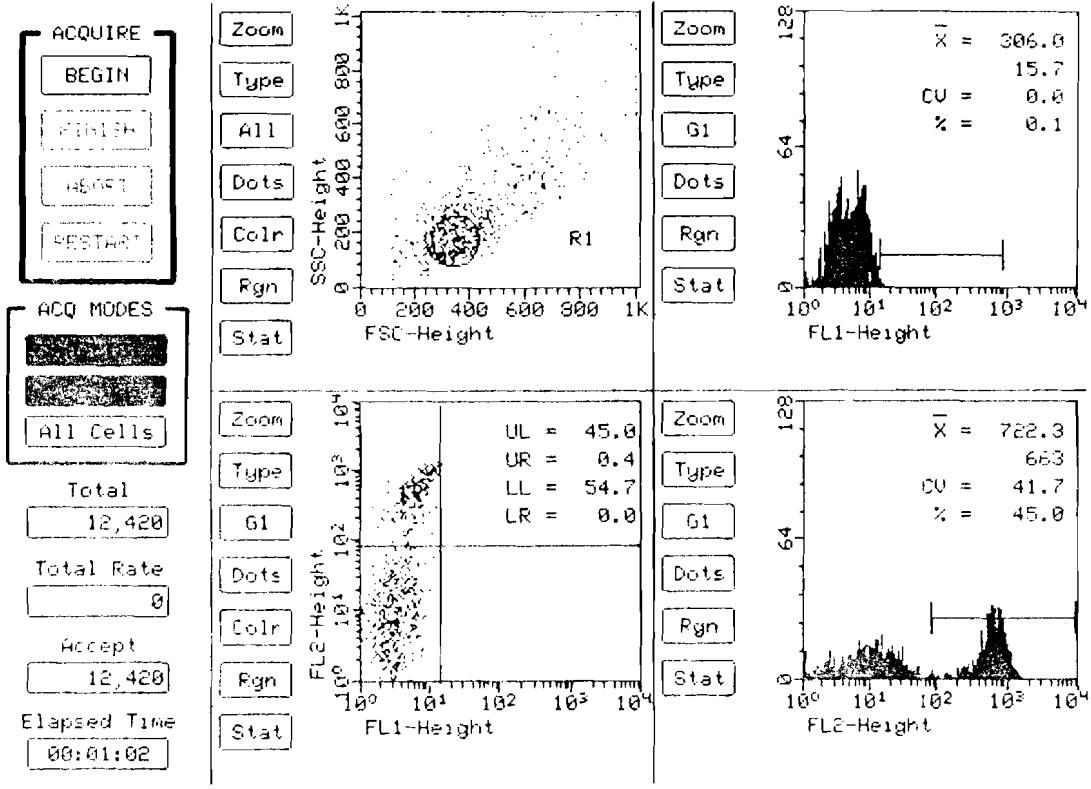 ACQUIRE
BEGIN
FINISH
ABORT
RESTART
ACQ MODES
All Cells
Total
12,420
Total Rate
0
Accept
12,420
Elapsed Time
00:01:02
Zoom
Type
All
Dots
Colr
Rgn
Stat
1K
800
600
400
200
0
SSC-Height
R1
0 200 400 600 800 1K
FSC-Height
Zoom
Type
G1
Dots
Rgn
Stat
128
64
0
X = 306.0
15.7
CV = 0.0
% = 0.1
10⁰ 10¹ 10² 10³ 10⁴
FL1-Height
Zoom
Type
G1
Dots
Colr
Rgn
Stat
10⁴
10³
10²
10¹
10⁰
FL2-Height
UL = 45.0
UR = 0.4
LL = 54.7
LR = 0.0
10⁰ 10¹ 10² 10³ 10⁴
FL1-Height
Zoom
Type
G1
Dots
Rgn
Stat
128
64
0
X = 722.3
663
CV = 41.7
% = 45.0
10⁰ 10¹ 10² 10³ 10⁴
FL2-Height